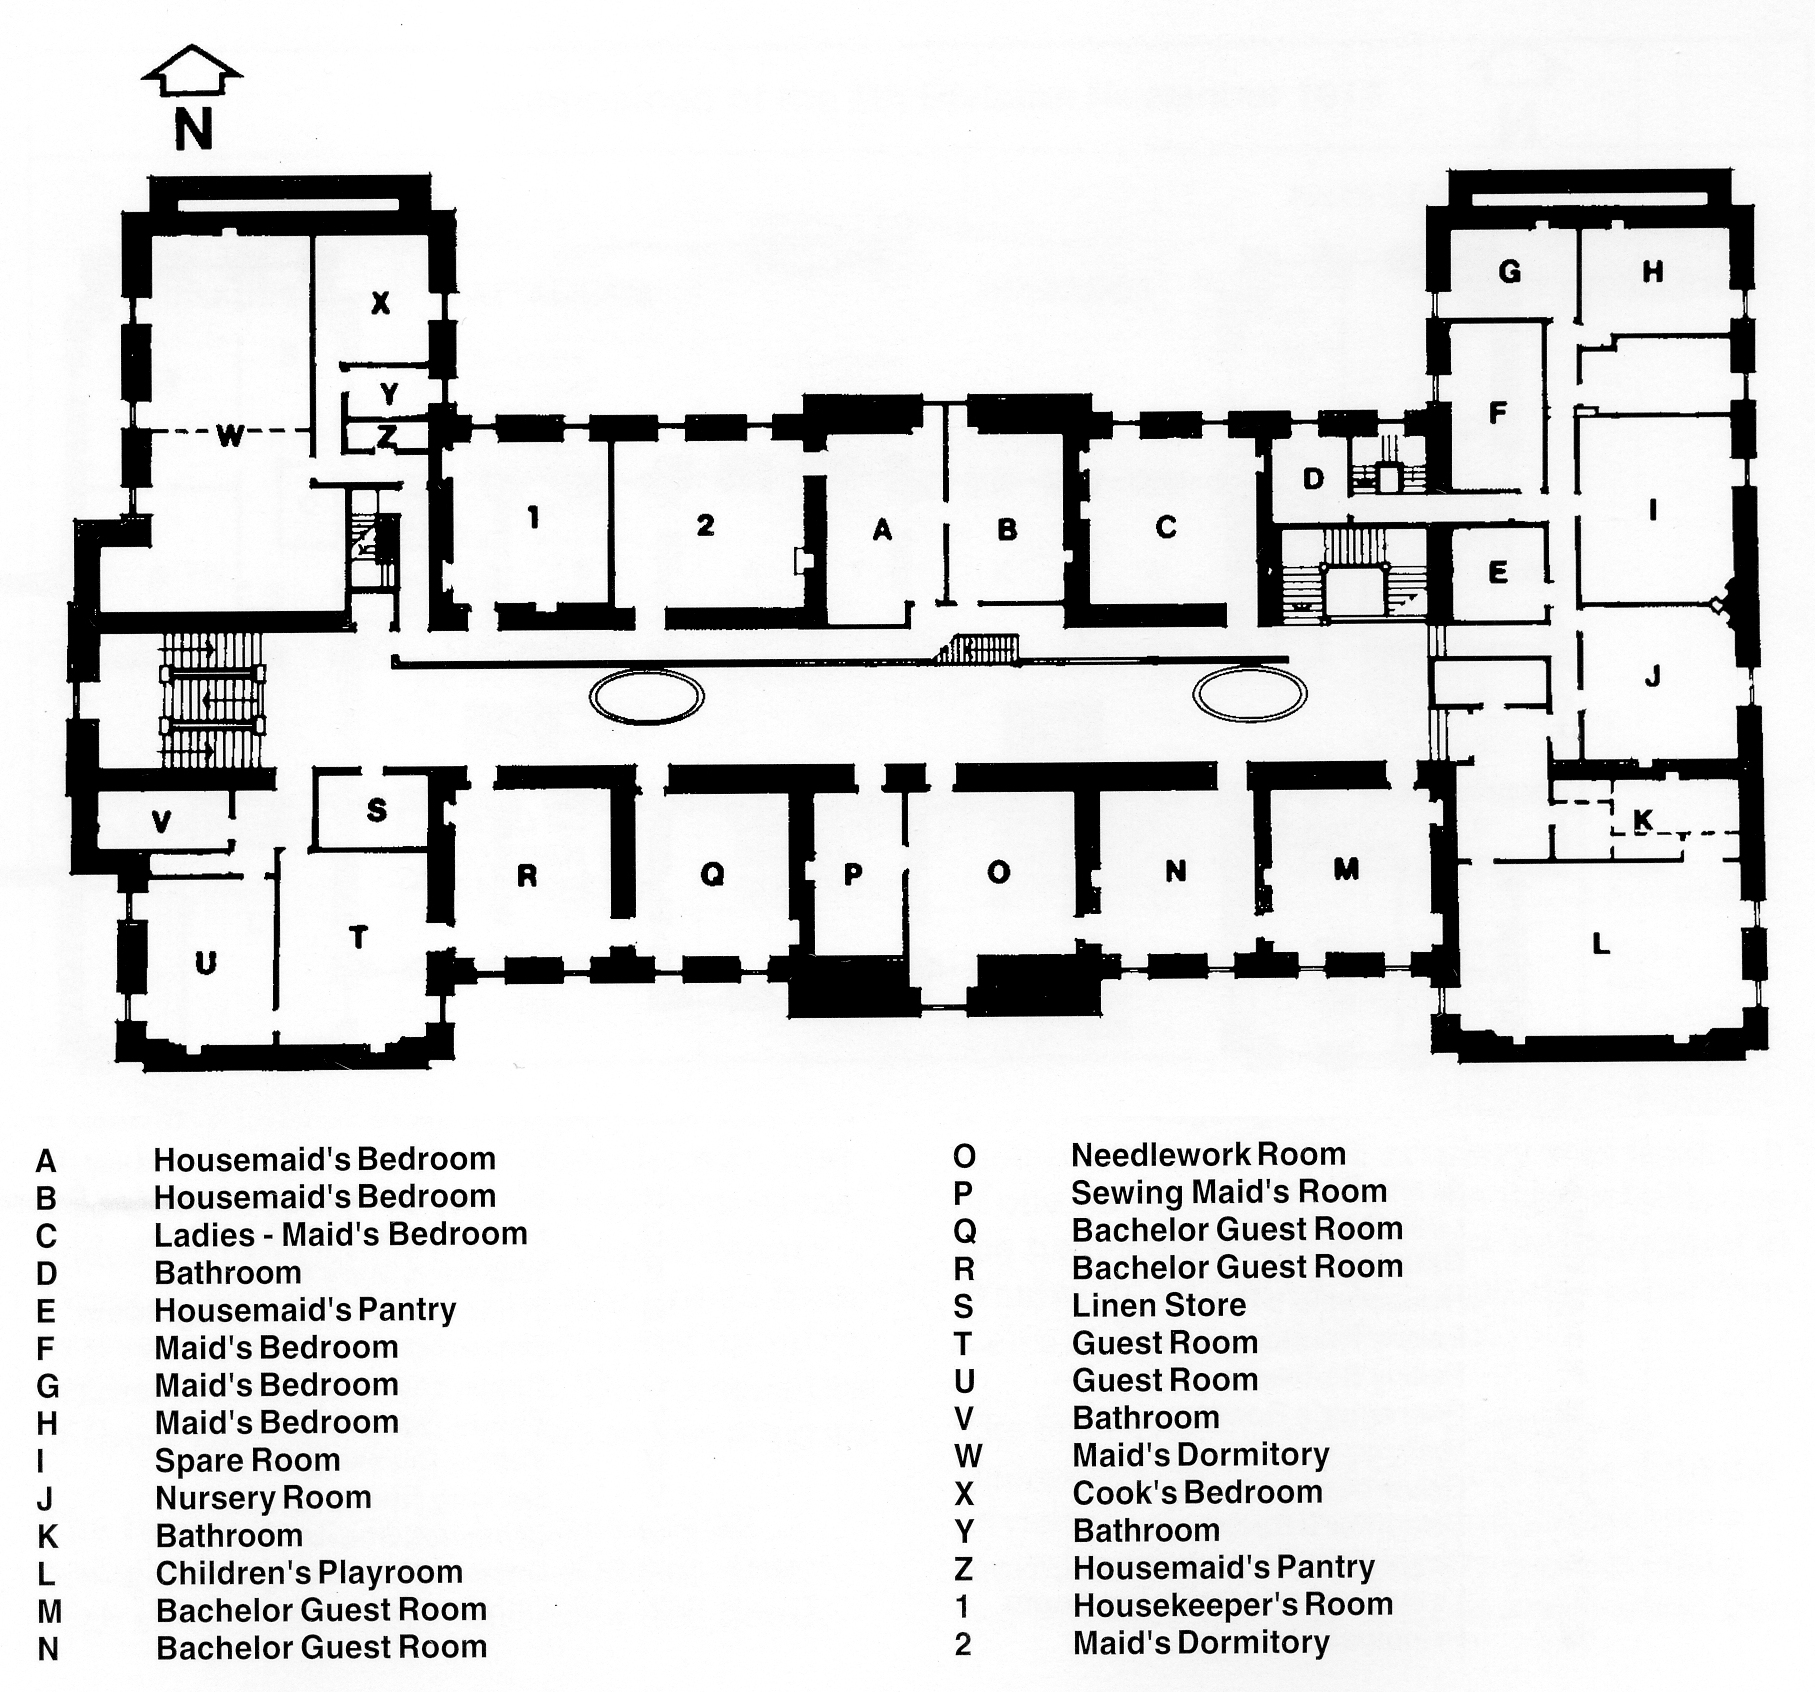 N
X
Y
W
Z
1
2
A
B
C
D
G
H
F
I
E
J
V
S
K
R
Q
P
O
N
M
U
T
L
A Housemaid's Bedroom
B Housemaid's Bedroom
C Ladies - Maid's Bedroom
D Bathroom
E Housemaid's Pantry
F Maid's Bedroom
G Maid's Bedroom
H Maid's Bedroom
I Spare Room
J Nursery Room
K Bathroom
L Children's Playroom
M Bachelor Guest Room
N Bachelor Guest Room
O Needlework Room
P Sewing Maid's Room
Q Bachelor Guest Room
R Bachelor Guest Room
S Linen Store
T Guest Room
U Guest Room
V Bathroom
W Maid's Dormitory
X Cook's Bedroom
Y Bathroom
Z Housemaid's Pantry
1 Housekeeper's Room
2 Maid's Dormitory